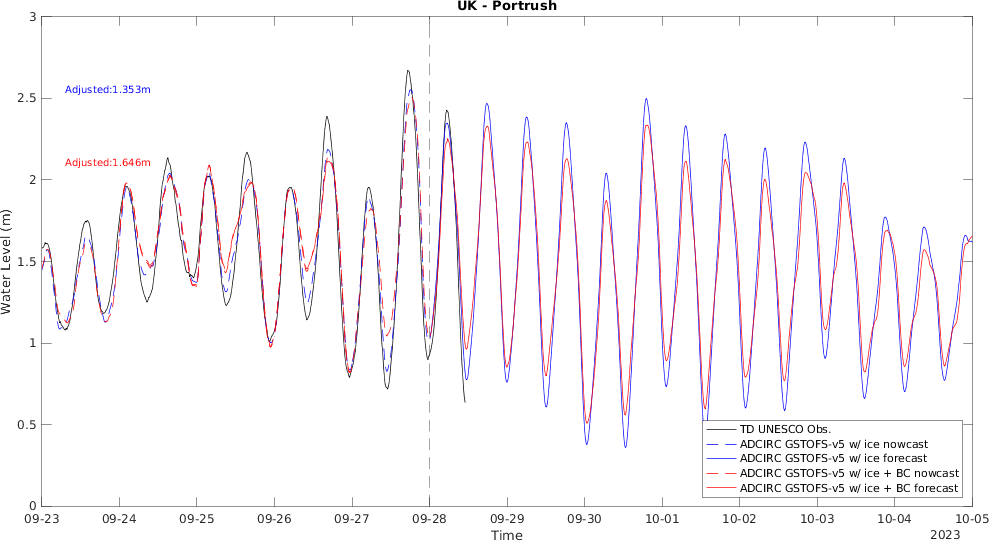 UK - Portrush
3
2.5
2
1.5
1
0.5
0
Water Level (m)
Adjusted:1.353m
Adjusted:1.646m
TD UNESCO Obs.
ADCIRC GSTOFS-v5 w/ ice nowcast
ADCIRC GSTOFS-v5 w/ ice forecast
ADCIRC GSTOFS-v5 w/ ice + BC nowcast
ADCIRC GSTOFS-v5 w/ ice + BC forecast
09-23 09-24 09-25 09-26 09-27 09-28 09-29 09-30 10-01 10-02 10-03 10-04 10-05
Time
2023